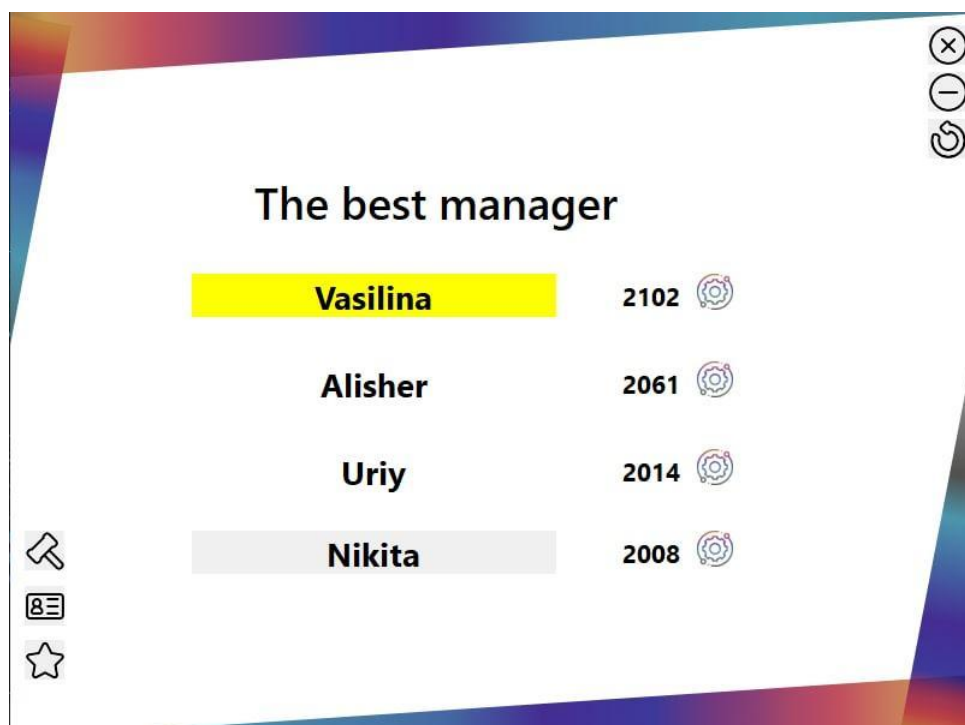 The best manager
Vasilina 2102
Alisher 2061
Uriy 2014
Nikita 2008